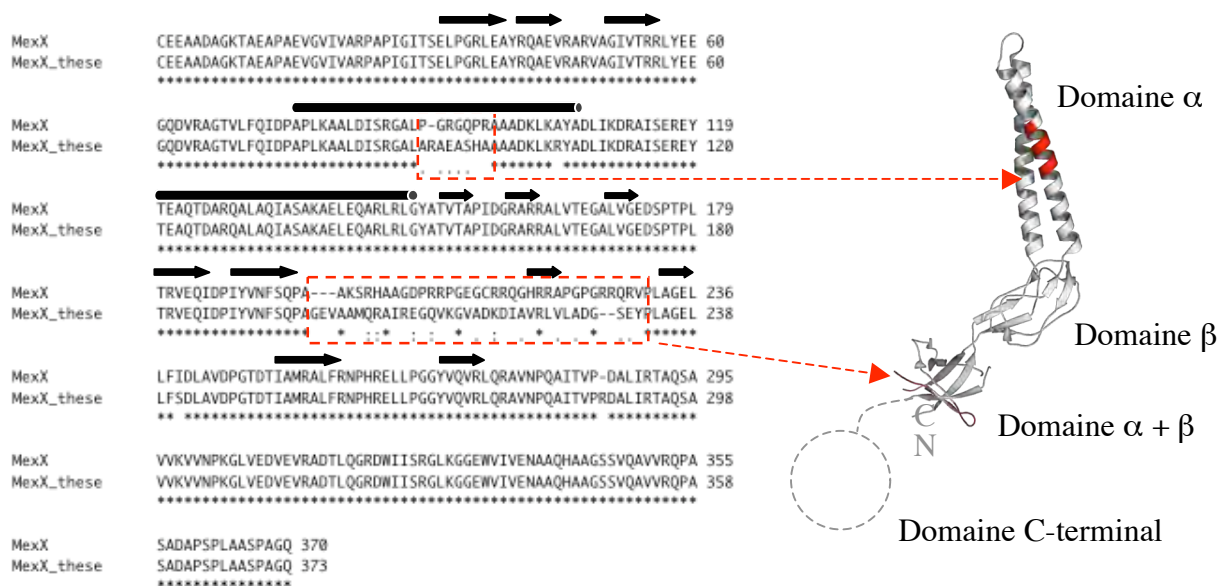 MexX CEEAADAGKTAEAPAEVGVIVARPAPIGITSELPGRLEAYRQAEVRARVAGIVTRRLYEE 60
MexX_these CEEAADAGKTAEAPAEVGVIVARPAPIGITSELPGRLEAYRQAEVRARVAGIVTRRLYEE 60
************************************************************
MexX GQDVRAGTVLFQIDPAPLKAALDISRGALP-GRGQPRAAADKLKAYADLIKDRAISEREY 119
MexX_these GQDVRAGTVLFQIDPAPLKAALDISRGALARAEASHAAAADKLKRYADLIKDRAISEREY 120
MexX TEAQTDARQALAQIASAKAELEQARLRLGYATVTAPIDGRARRALVTEGALVGEDSPTPL 179
MexX_these TEAQTDARQALAQIASAKAELEQARLRLGYATVTAPIDGRARRALVTEGALVGEDSPTPL 180
************************************************************
MexX TRVEQIDPIYVNFSQPA---AKSRHAAGDPRRPGEGCRRQGHRRAPGPGRRQRVPLAGEL 236
MexX_these TRVEQIDPIYVNFSQPAGEVAAMQRAIREGQVKGVADKDIAVRLVLADG--SEYPLAGEL 238
MexX LFIDLAVDPGTDTIAMRALFRNPHRELLPGGYVQVRLQRAVNPQAITVP-DALIRTAQSA 295
MexX_these LFSDLAVDPGTDTIAMRALFRNPHRELLPGGYVQVRLQRAVNPQAITVPRDALIRTAQSA 298
** ********************************************** **********
MexX VVKVVNPKGLVEDVEVRADTLQGRDWIISRGLKGGEWVIVENAAQHAAGSSVQAVVRQPA 355
MexX_these VVKVVNPKGLVEDVEVRADTLQGRDWIISRGLKGGEWVIVENAAQHAAGSSVQAVVRQPA 358
************************************************************
MexX SADAPSPLAASPAGQ 370
MexX_these SADAPSPLAASPAGQ 373
***************
Domaine α
Domaine β
C
N
Domaine α + β
Domaine C-terminal